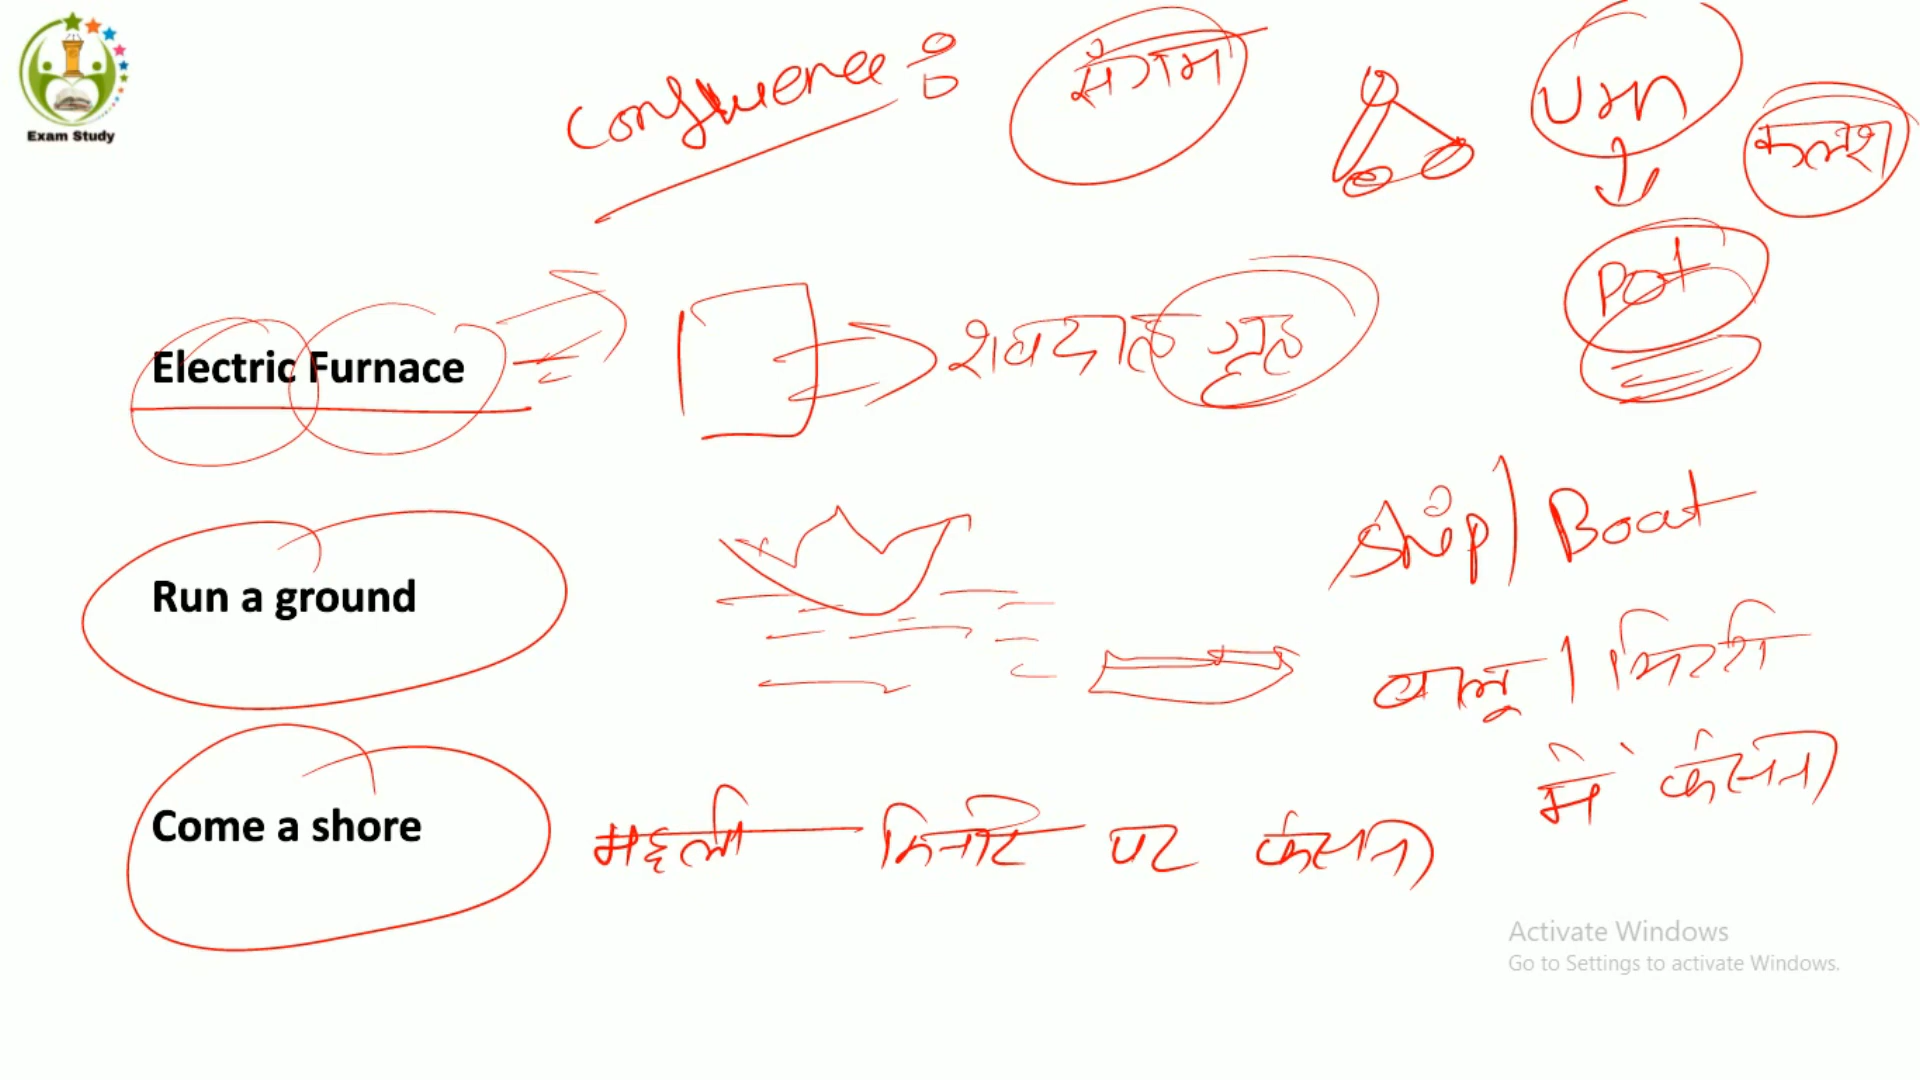 Exam Study
Confluence :
संगम
Urn
कलश
Pot
Electric Furnace
शवदाह गृह
Ship | Boat
Run a ground
बालू | मिट्टी
में फंसना
Come a shore
मछली किनारे पर फंसना
Activate Windows
Go to Settings to activate Windows.